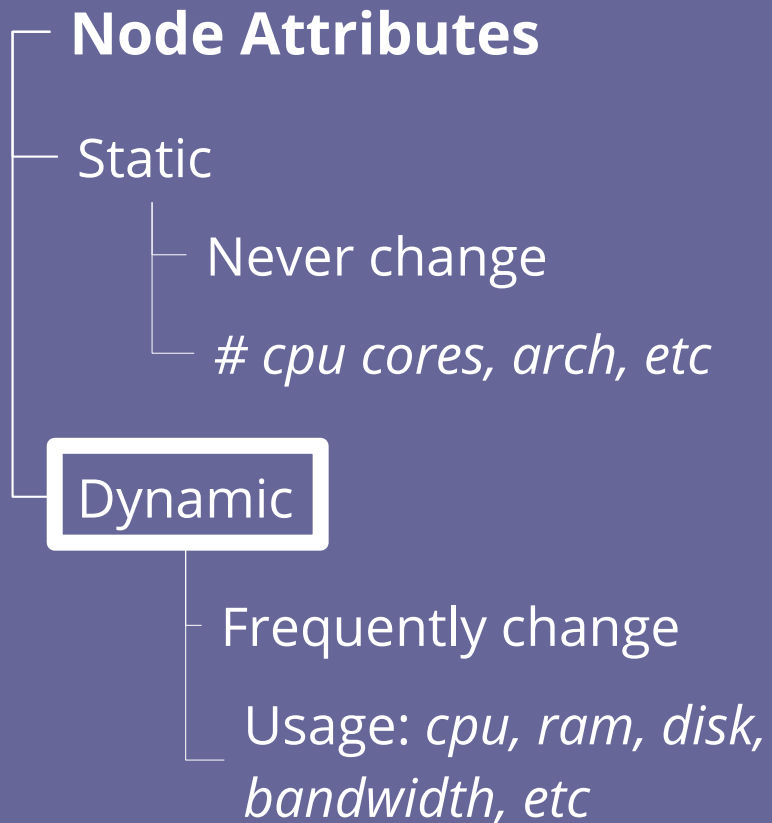 Node Attributes
Static
Never change
# cpu cores, arch, etc
Dynamic
Frequently change
Usage: cpu, ram, disk,
bandwidth, etc